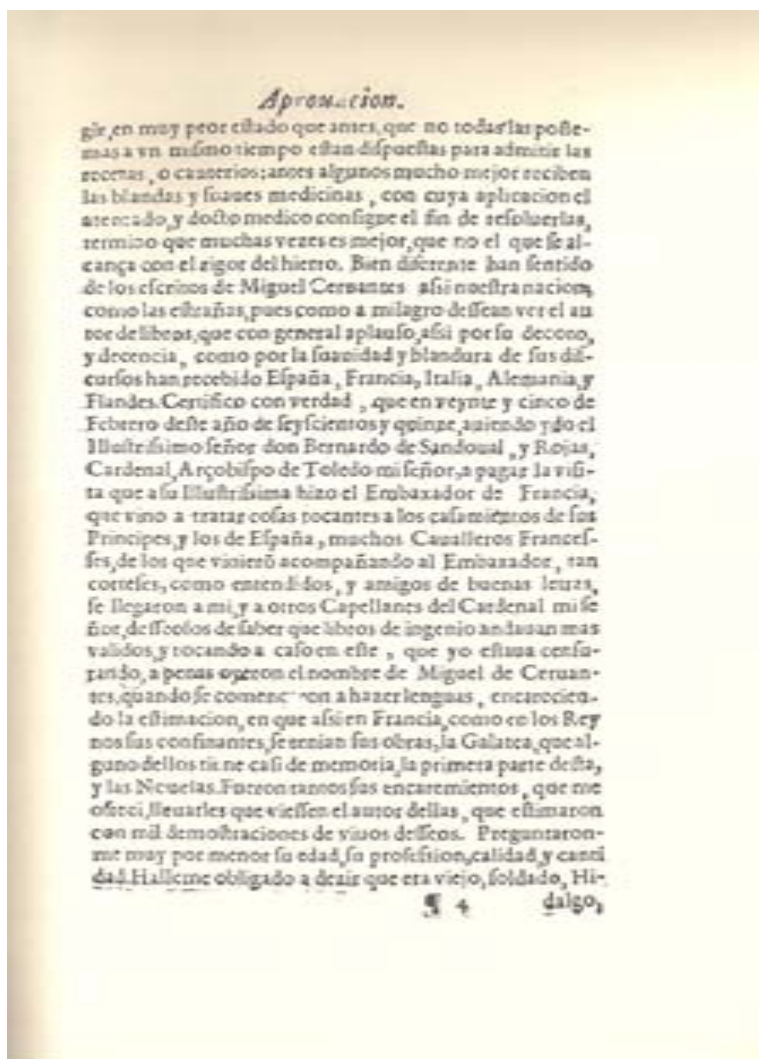 Aprouacion.
gir, en muy peor estado que antes, que no todas las poste-
mas a vn mismo tiempo estan dispuestas para admitir las
recetas, o cauterios; antes algunos mucho mejor reciben
las blandas y suaues medicinas, con cuya aplicacion el
atentado, y docto medico consigue el fin de resoluerlas,
termino que muchas vezes es mejor, que no el que se al-
cança con el rigor del hierro. Bien diferente han sentido
de los escritos de Miguel Ceruantes assi nuestra nacion,
como las estrañas, pues como a milagro dessean ver el au
tor de libros, que con general aplauso, assi por su decoro,
y decencia, como por la suauidad y blandura de sus dis-
cursos han recebido España, Francia, Italia, Alemania, y
Flandes. Certifico con verdad, que en veynte y cinco de
Febrero deste año de seyscientos y quinze, auiendo ydo el
Illustrissimo señor don Bernardo de Sandoual, y Rojas,
Cardenal, Arçobispo de Toledo mi señor, a pagar la visi-
ta que a su Illustrissima hizo el Embaxador de Francia,
que vino a tratar cosas tocantes a los casamientos de sus
Principes, y los de España, muchos Caualleros Frances-
ses, de los que vinierõ acompañando al Embaxador, tan
corteses, como entendidos, y amigos de buenas letras,
se llegaron a mi, y a otros Capellanes del Cardenal mi se
ñor, desseosos de saber que libros de ingenio andauan mas
validos, y tocando a caso en este, que yo estaua censu-
rando, a penas oyeron el nombre de Miguel de Ceruan-
tes, quando se començaron a hazer lenguas, encarecien-
do la estimacion, en que assi en Francia, como en los Rey
nos sus confinantes, se tenian sus obras, la Galatea, que al-
guno dellos tiene casi de memoria, la primera parte desta,
y las Nouelas. Fueron tantos sus encaremientos, que me
ofreci, lleuarles que viessen el autor dellas, que estimaron
con mil demostraciones de viuos desseos. Preguntaron-
me muy por menor su edad, su profession, calidad, y canti
dad. Halleme obligado a dezir que era viejo, soldado, Hi-
¶ 4 dalgo,